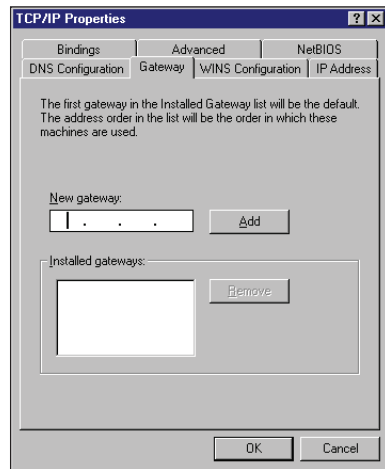 TCP/IP Properties
Bindings Advanced NetBIOS
DNS Configuration Gateway WINS Configuration IP Address
The first gateway in the Installed Gateway list will be the default.
The address order in the list will be the order in which these
machines are used.
New gateway:
. . .
Add
Installed gateways:
Remove
OK Cancel